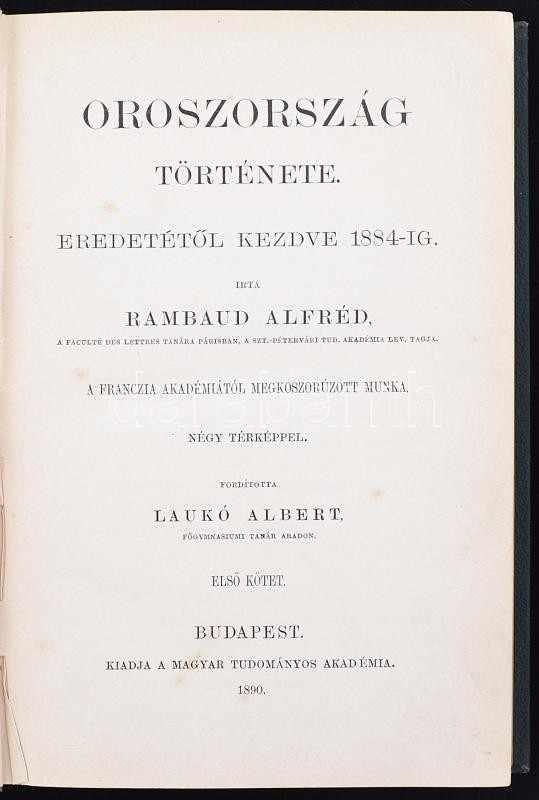 OROSZORSZÁG
TÖRTÉNETE.
EREDETÉTŐL KEZDVE 1884-IG.
IRTA
RAMBAUD ALFRÉD,
A FACULTÉ DES LETTRES TANÁRA PÁRISBAN, A SZT.-PÉTERVÁRI TUD. AKADÉMIA LEV. TAGJA.
A FRANCZIA AKADÉMIÁTÓL MEGKOSZORÚZOTT MUNKA.
darabanth
NÉGY TÉRKÉPPEL.
FORDÍTOTTA
LAUKÓ ALBERT,
FŐGYMNASIUMI TANÁR ARADON.
ELSŐ KÖTET.
BUDAPEST.
KIADJA A MAGYAR TUDOMÁNYOS AKADÉMIA.
1890.